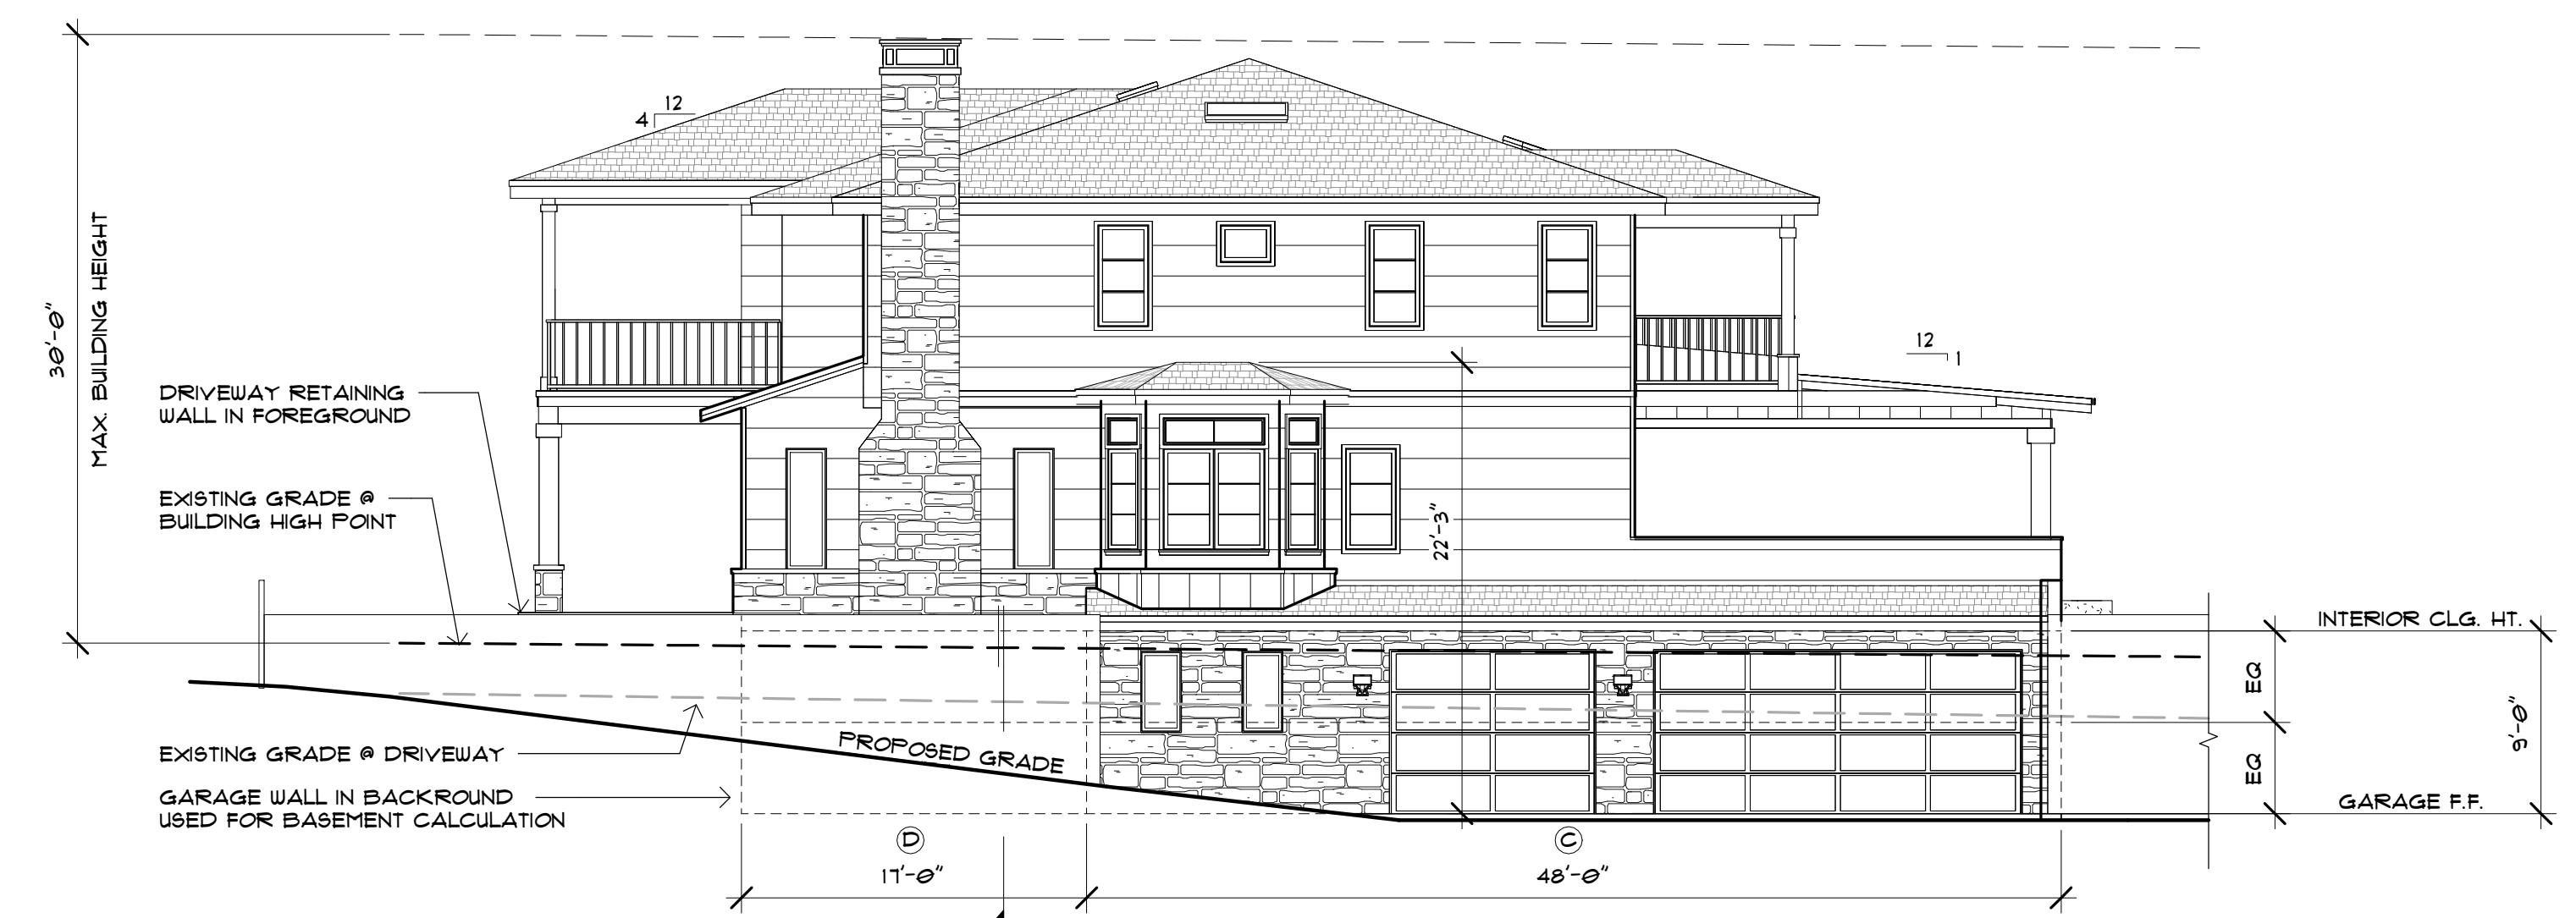 12
4
MAX. BUILDING HEIGHT
30'-0"
12
1
DRIVEWAY RETAINING
WALL IN FOREGROUND
EXISTING GRADE @
BUILDING HIGH POINT
22'-3"
INTERIOR CLG. HT.
EQ
EQ
9'-0"
EXISTING GRADE @ DRIVEWAY
PROPOSED GRADE
GARAGE WALL IN BACKROUND
USED FOR BASEMENT CALCULATION
GARAGE F.F.
D
C
17'-0"
48'-0"